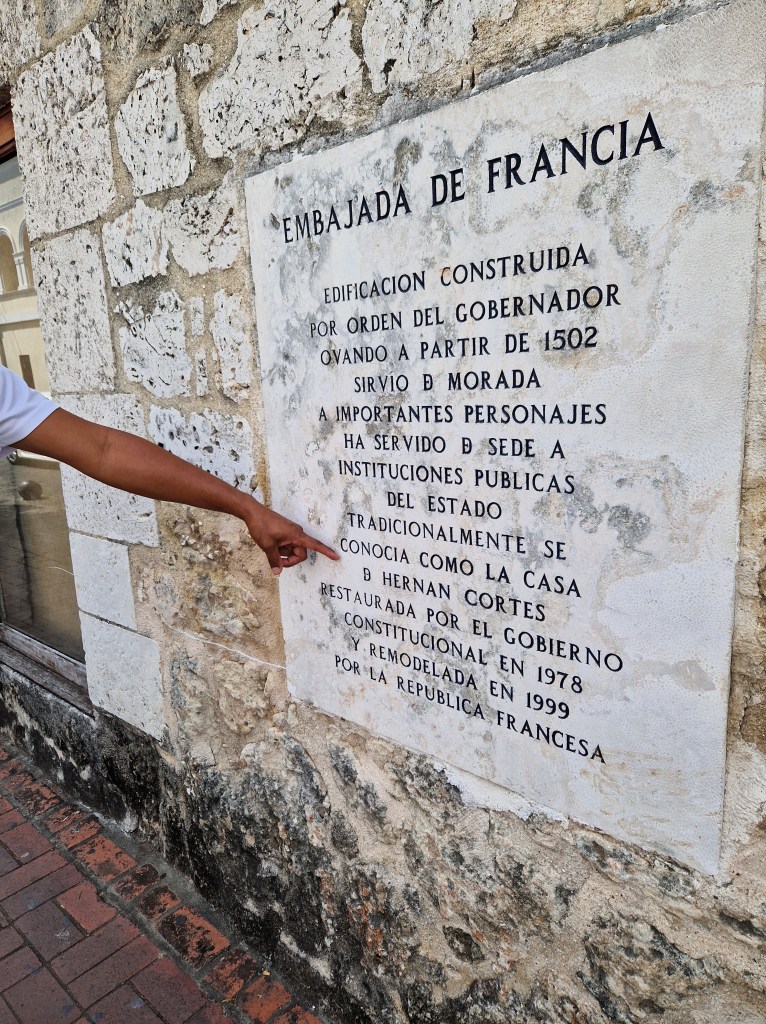 EMBAJADA DE FRANCIA
EDIFICACION CONSTRUIDA
POR ORDEN DEL GOBERNADOR
OVANDO A PARTIR DE 1502
SIRVIO Đ MORADA
A IMPORTANTES PERSONAJES
HA SERVIDO Đ SEDE A
INSTITUCIONES PUBLICAS
DEL ESTADO
TRADICIONALMENTE SE
CONOCIA COMO LA CASA
Đ HERNAN CORTES
RESTAURADA POR EL GOBIERNO
CONSTITUCIONAL EN 1978
Y REMODELADA EN 1999
POR LA REPUBLICA FRANCESA